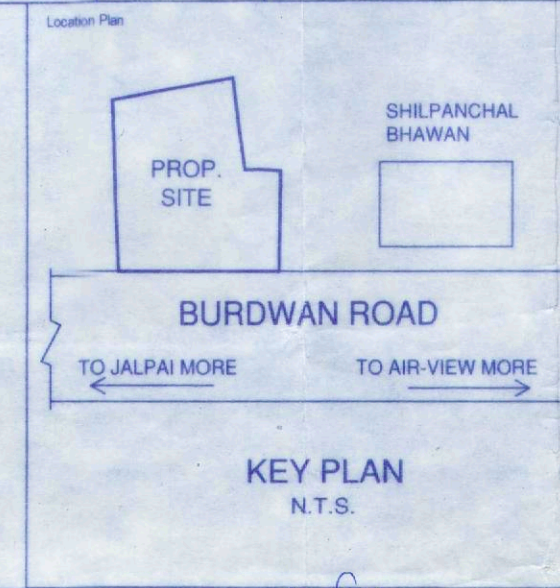 Location Plan
SHILPANCHAL
BHAWAN
PROP.
SITE
BURDWAN ROAD
TO JALPAI MORE
TO AIR-VIEW MORE
KEY PLAN
N.T.S.